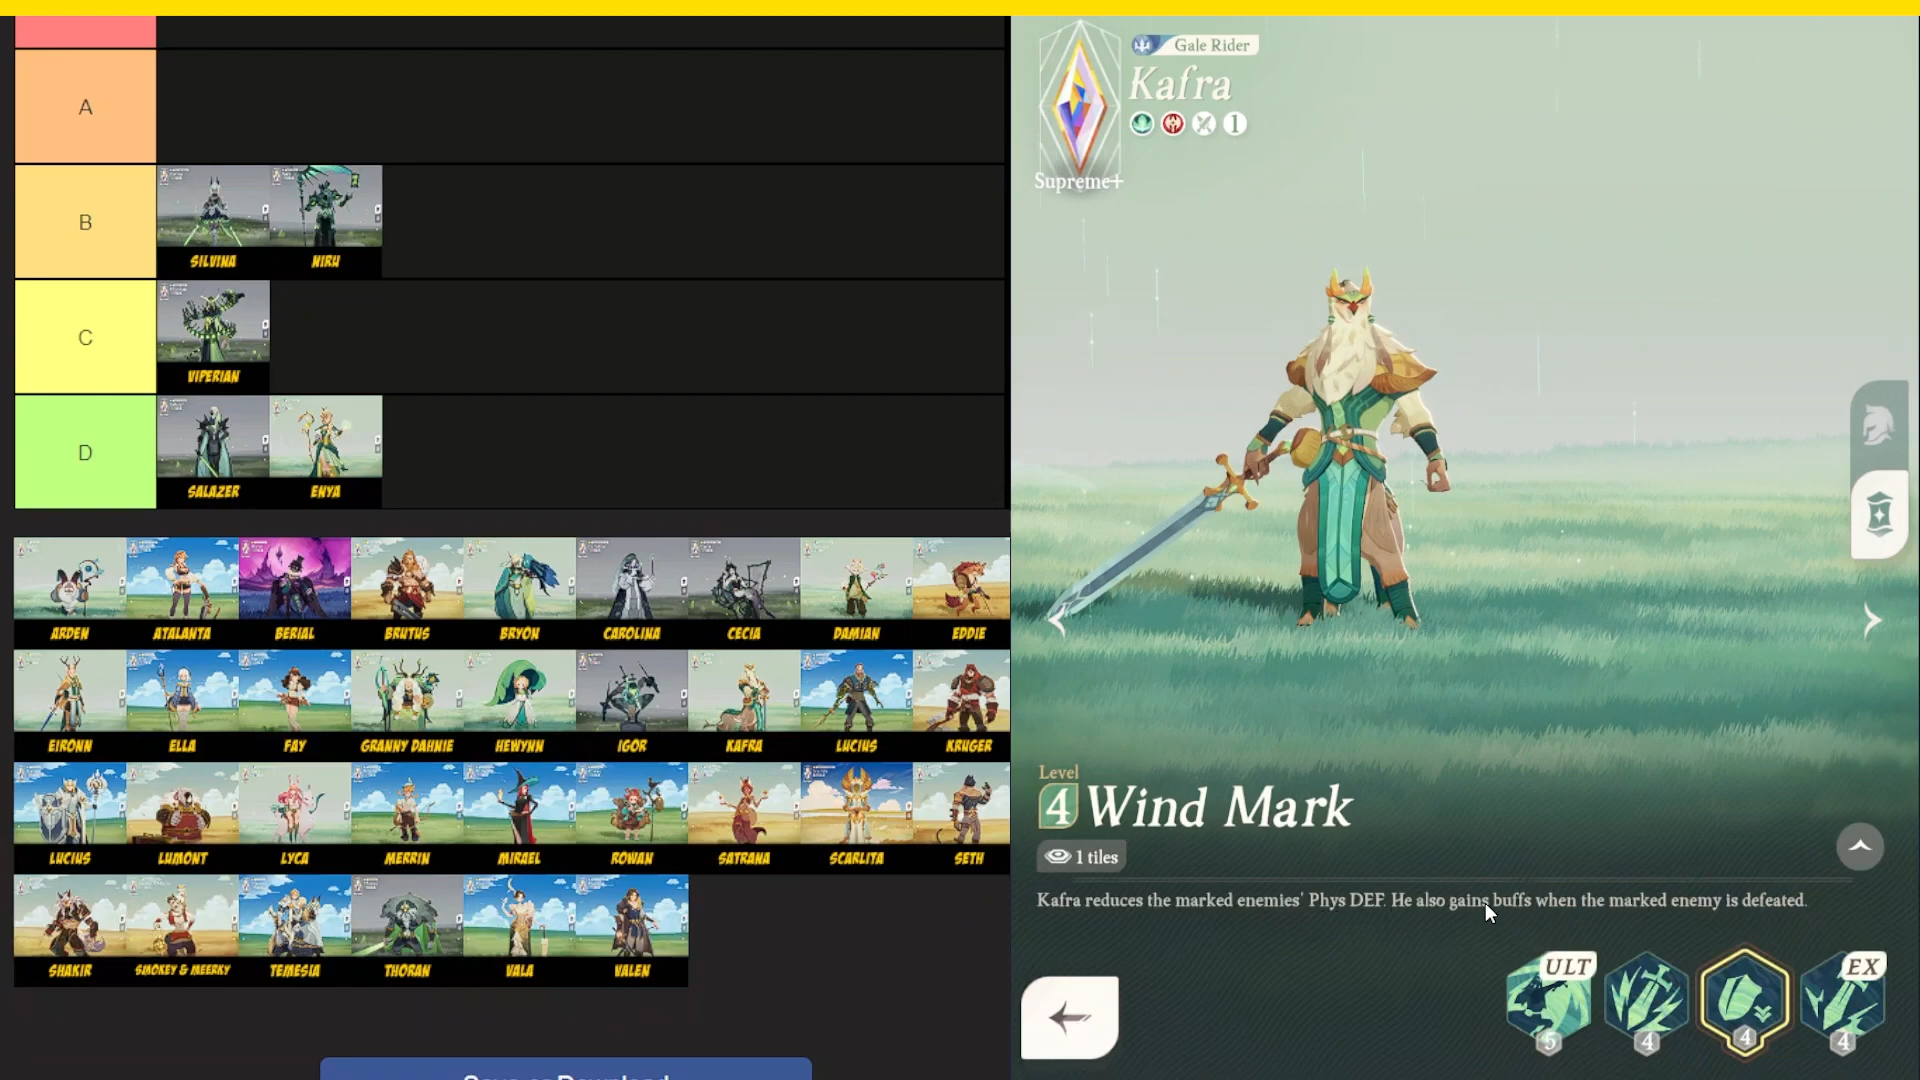 A
B
SILVINA
NIRU
C
VIPERIAN
D
SALAZER
ENYA
ARDEN
ATALANTA
BERIAL
BRUTUS
BRYON
CAROLINA
CECIA
DAMIAN
EDDIE
EIRONN
ELLA
FAY
GRANNY DAHNIE
HEWYNN
IGOR
KAFRA
LUCIUS
KRUGER
LUCIUS
LUMONT
LYCA
MERRIN
MIRAEL
ROWAN
SATRANA
SCARLITA
SETH
SHAKIR
SMOKEY & MEERKY
TEMESIA
THORAN
VALA
VALEN
Gale Rider
Kafra
1
Supreme+
Level
4 Wind Mark
1 tiles
Kafra reduces the marked enemies' Phys DEF. He also gains buffs when the marked enemy is defeated.
ULT
EX
5
4
4
4